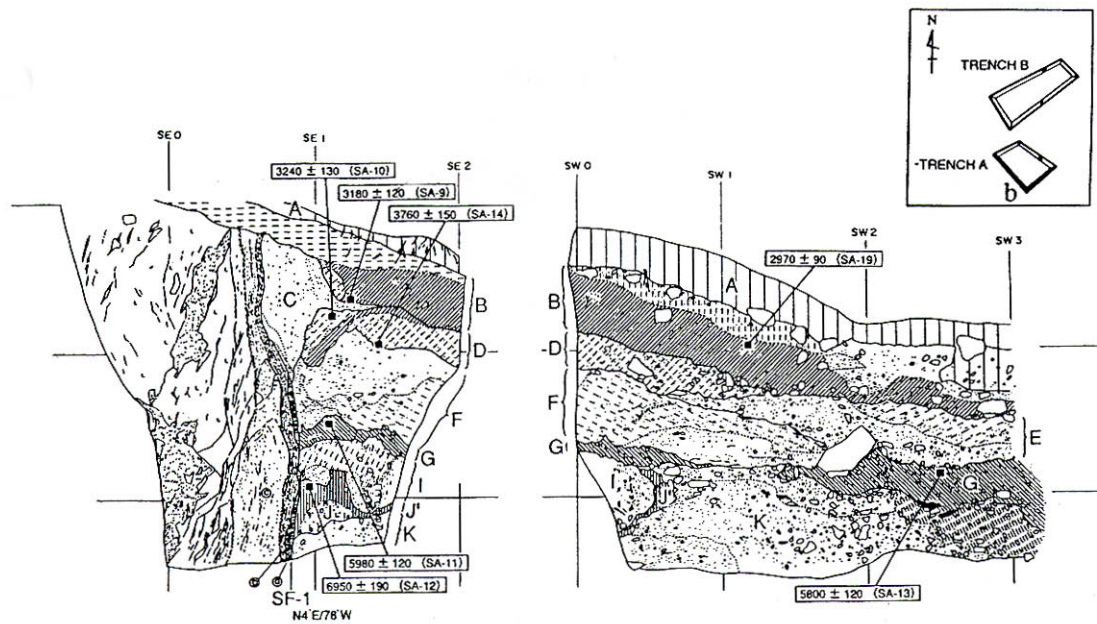 N
TRENCH B
-TRENCH A
b
SE 0
SE 1
SE 2
3240 ± 130 (SA-10)
3180 ± 120 (SA-9)
3760 ± 150 (SA-14)
A
C
B
D
F
G
I
J
J'
K
5980 ± 120 (SA-11)
6950 ± 190 (SA-12)
SF-1
N4°E/76°W
SW 0
SW 1
SW 2
SW 3
2970 ± 90 (SA-19)
A
B
-D-
F
E
G
G
I
J
K
5800 ± 120 (SA-13)